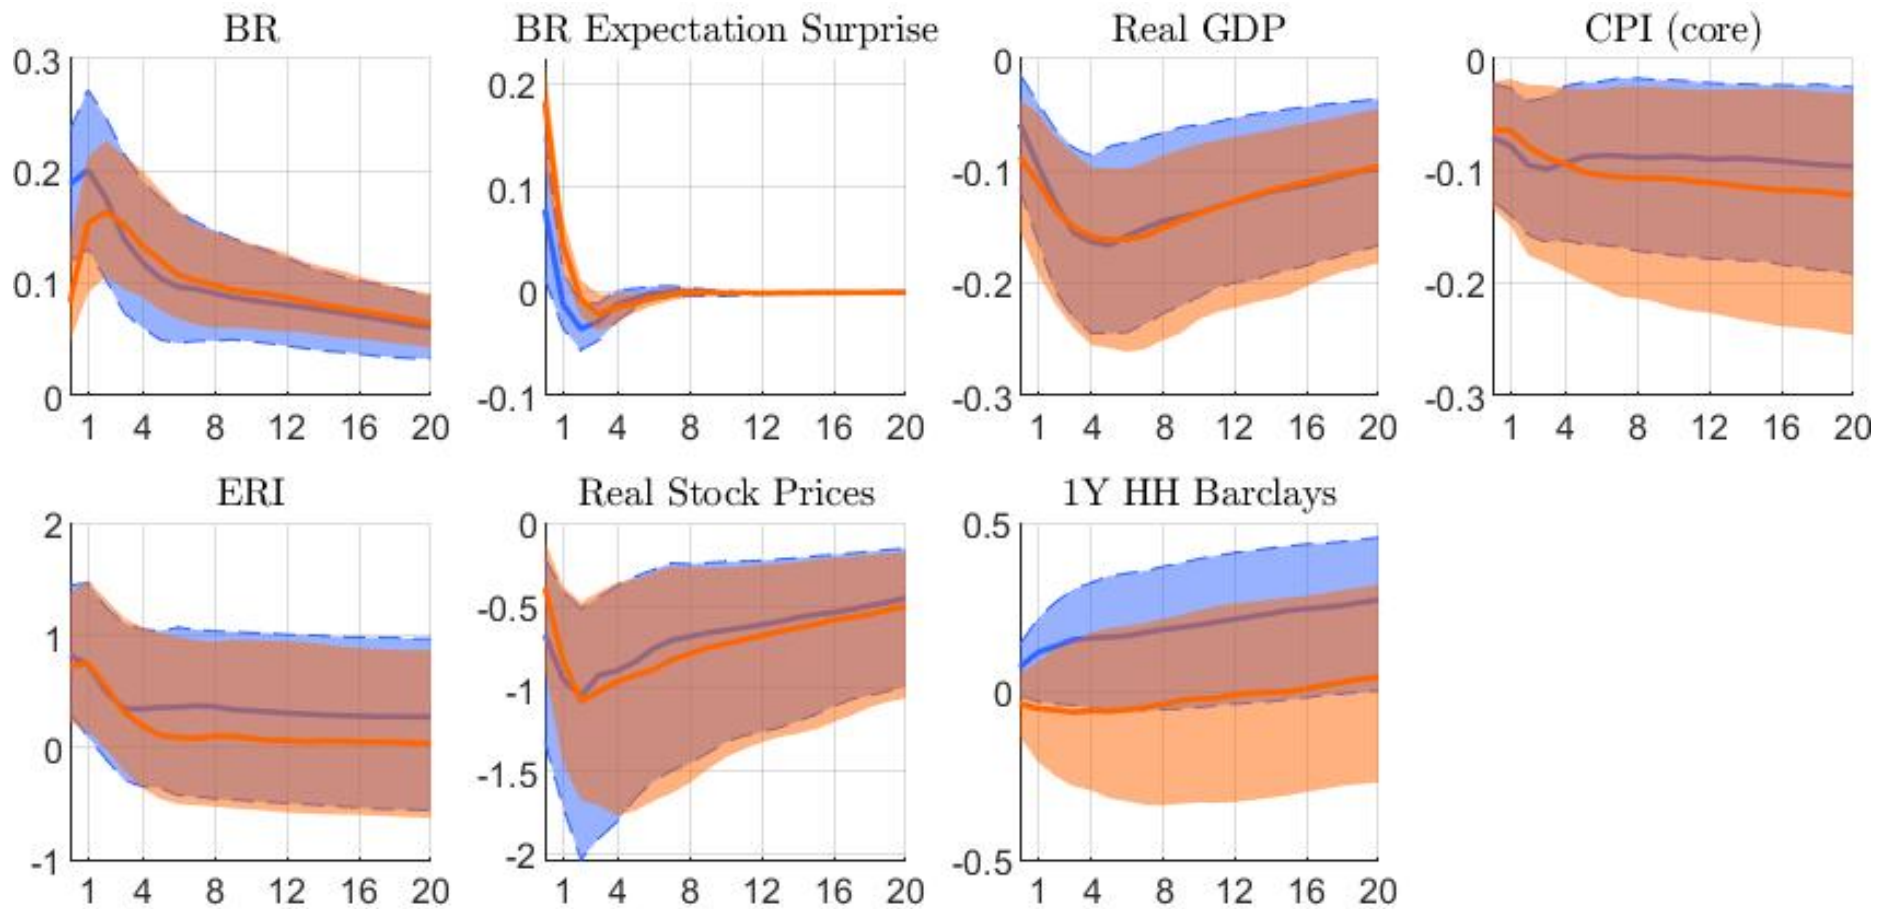 BR
BR Expectation Surprise
Real GDP
CPI (core)
0.3
0.2
0.1
0
1 4 8 12 16 20
0.2
0.1
0
-0.1
1 4 8 12 16 20
0
-0.1
-0.2
-0.3
1 4 8 12 16 20
0
-0.1
-0.2
-0.3
1 4 8 12 16 20
ERI
Real Stock Prices
1Y HH Barclays
2
1
0
-1
1 4 8 12 16 20
0
-0.5
-1
-1.5
-2
1 4 8 12 16 20
0.5
0
-0.5
1 4 8 12 16 20